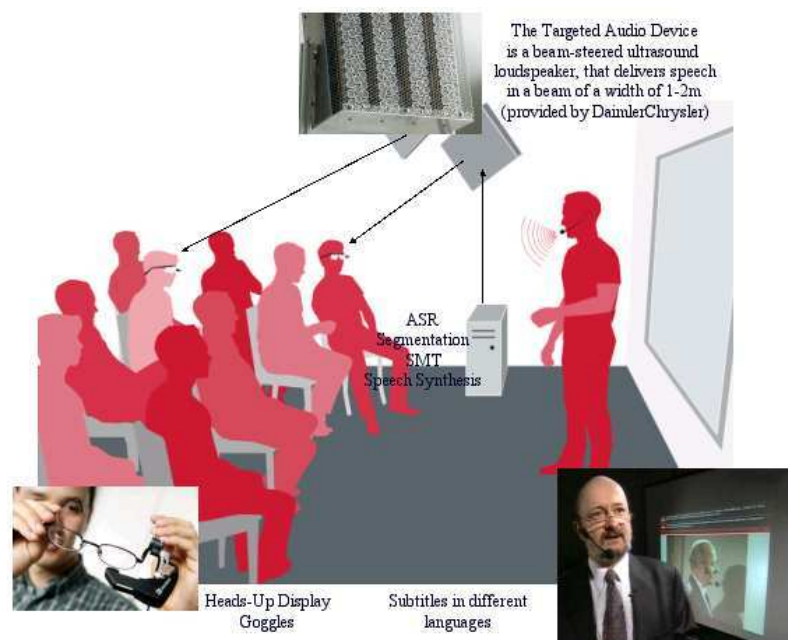 The Targeted Audio Device
is a beam-steered ultrasound
loudspeaker, that delivers speech
in a beam of a width of 1-2m
(provided by DaimlerChrysler)
ASR
Segmentation
SMT
Speech Synthesis
Heads-Up Display
Goggles
Subtitles in different
languages